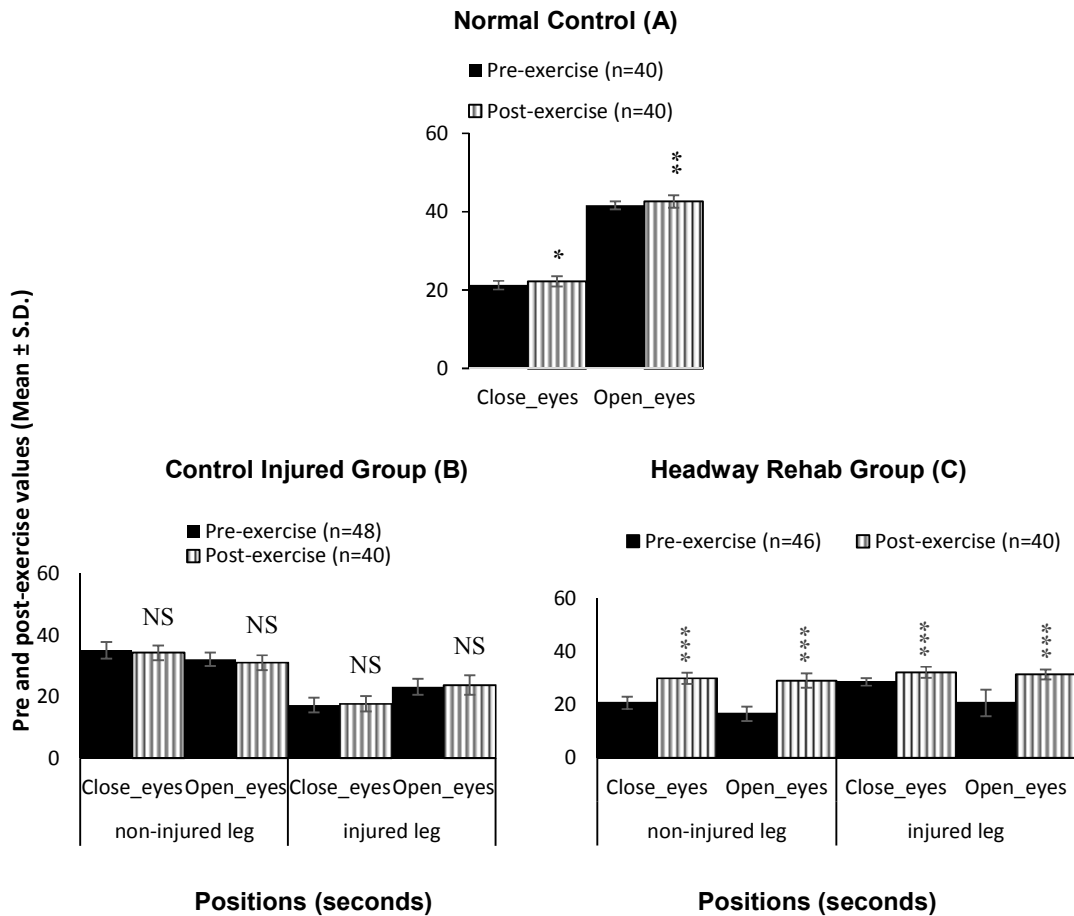 Normal Control (A)
Pre-exercise (n=40)
Post-exercise (n=40)
60
40
20
0
*
**
Close_eyes Open_eyes
Pre and post-exercise values (Mean ± S.D.)
Control Injured Group (B)
Pre-exercise (n=48)
Post-exercise (n=40)
60
40
20
0
NS NS NS NS
Close_eyes Open_eyes Close_eyes Open_eyes
non-injured leg injured leg
Positions (seconds)
Headway Rehab Group (C)
Pre-exercise (n=46) Post-exercise (n=40)
60
40
20
0
*** *** *** ***
Close_eyes Open_eyes Close_eyes Open_eyes
non-injured leg injured leg
Positions (seconds)